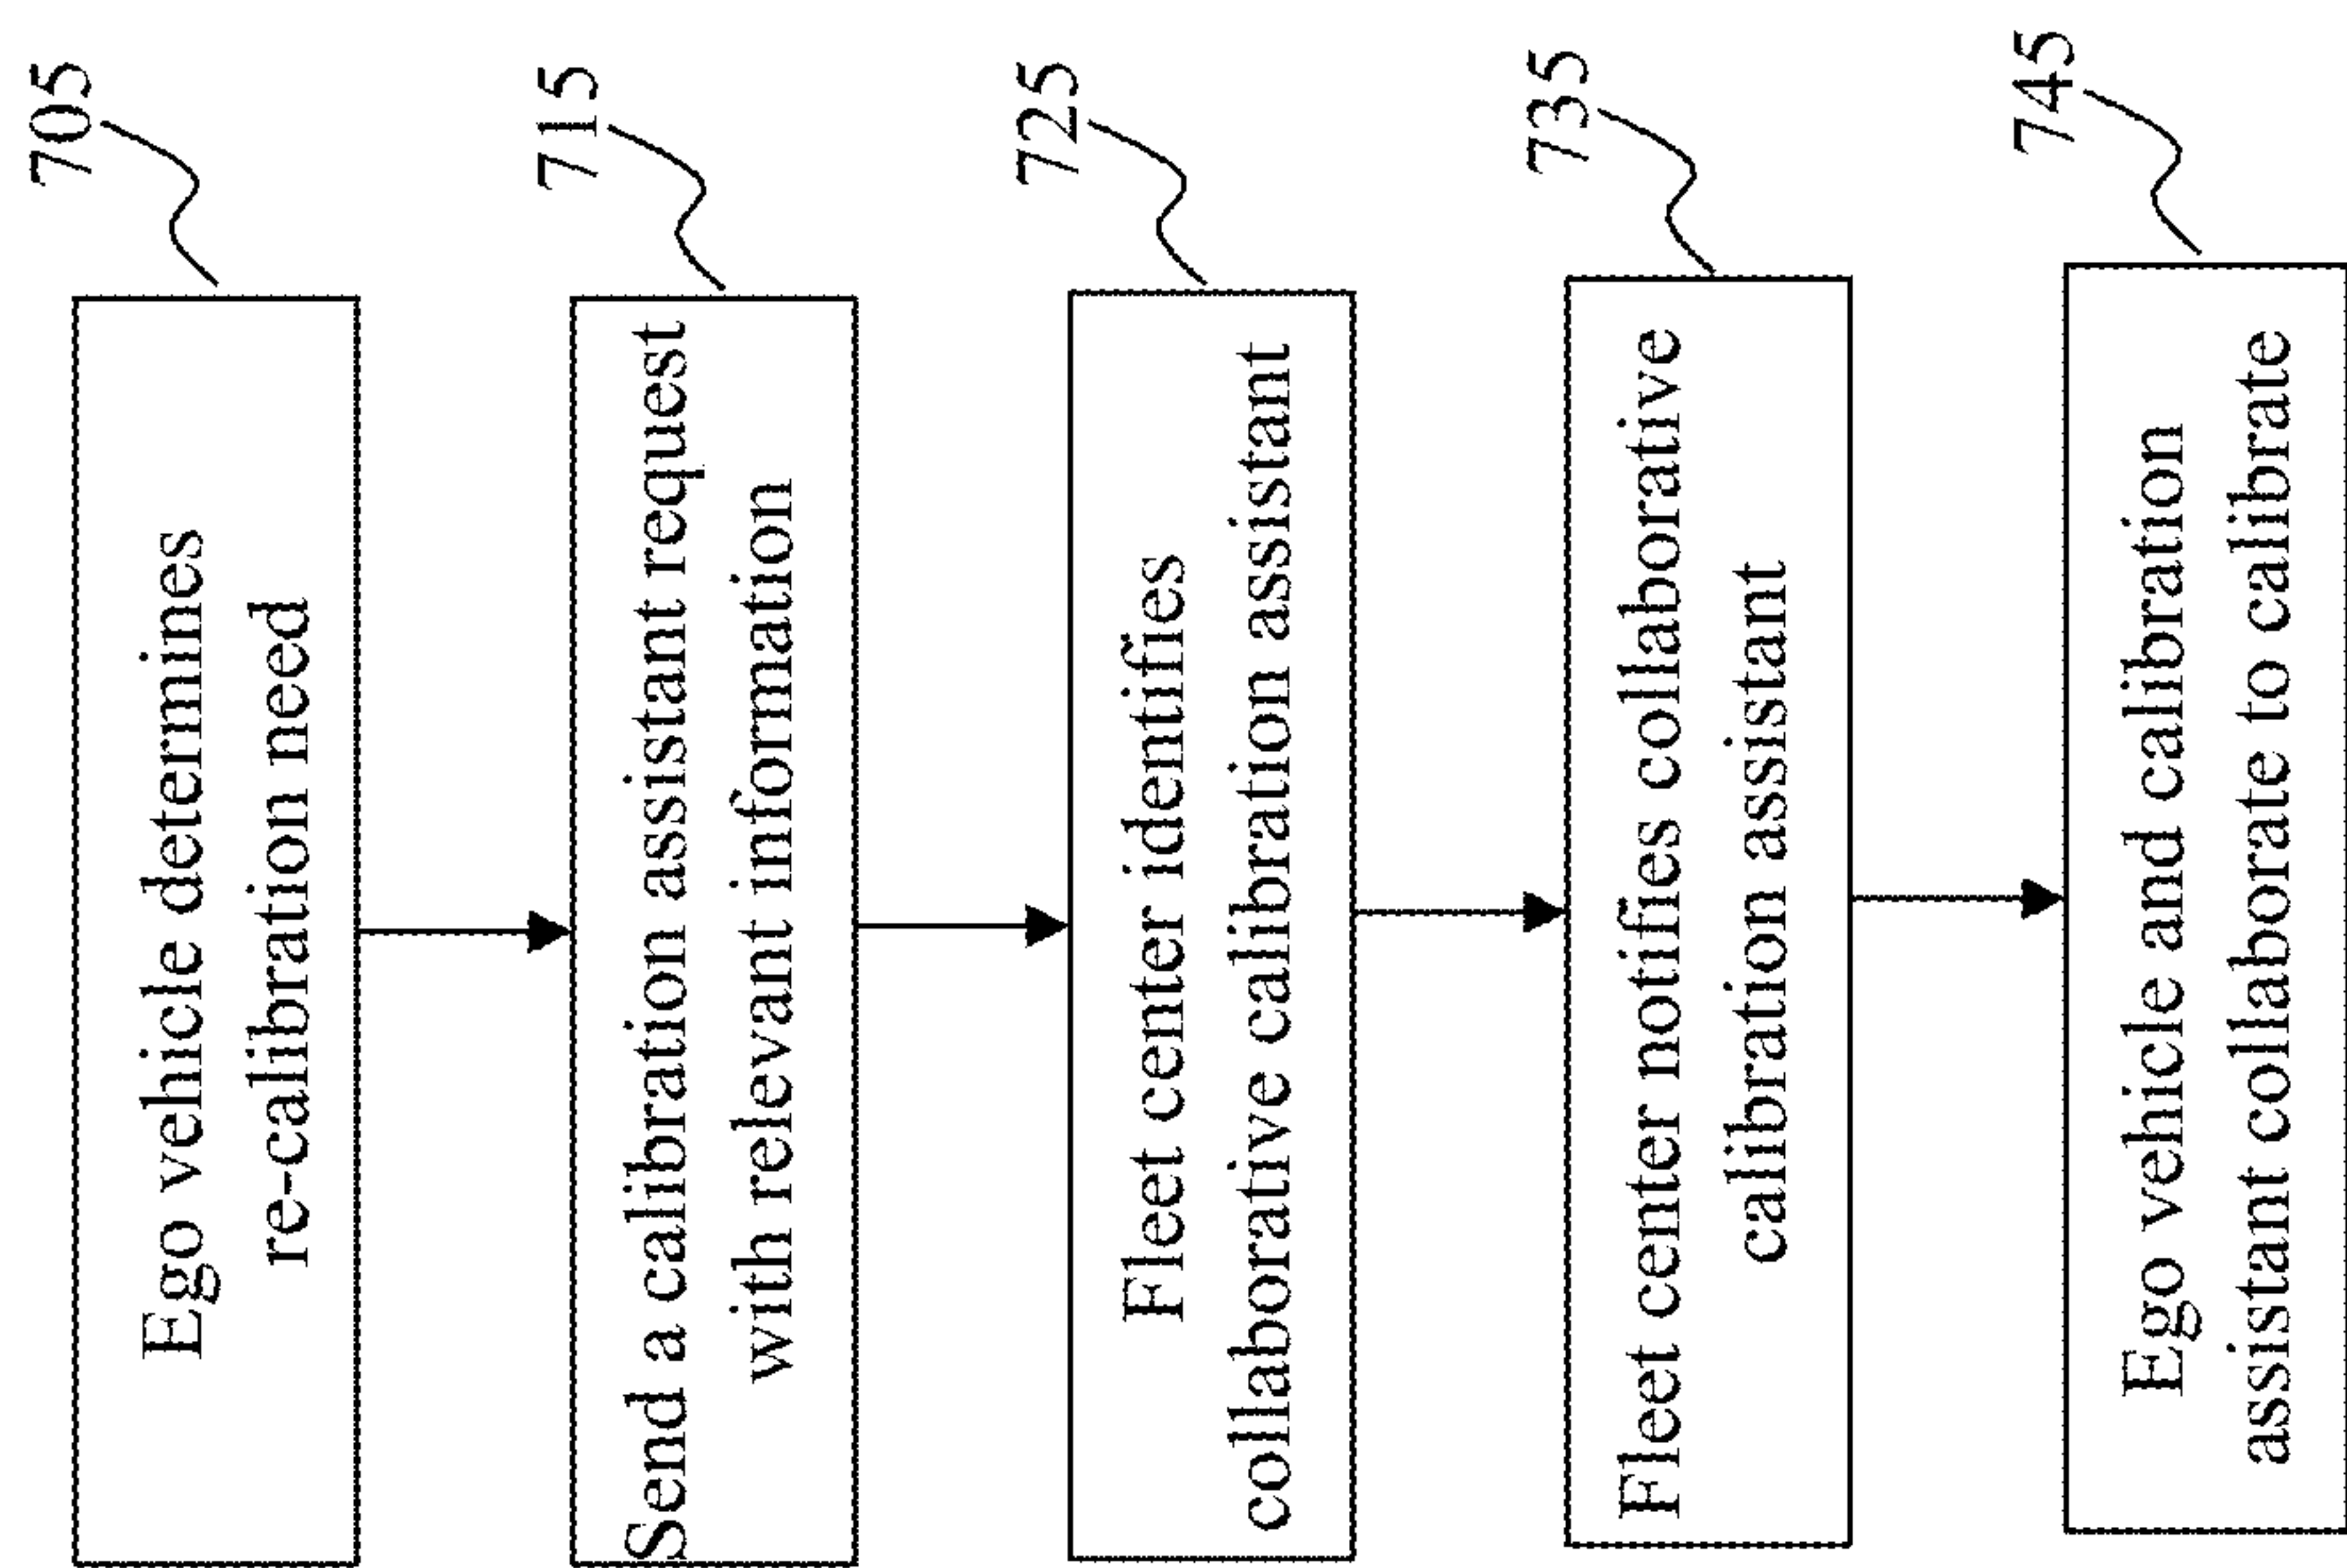 705
Ego vehicle determines
re-calibration need
715
Send a calibration assistant request
with relevant information
725
Fleet center identifies
collaborative calibration assistant
735
Fleet center notifies collaborative
calibration assistant
745
Ego vehicle and calibration
assistant collaborate to calibrate